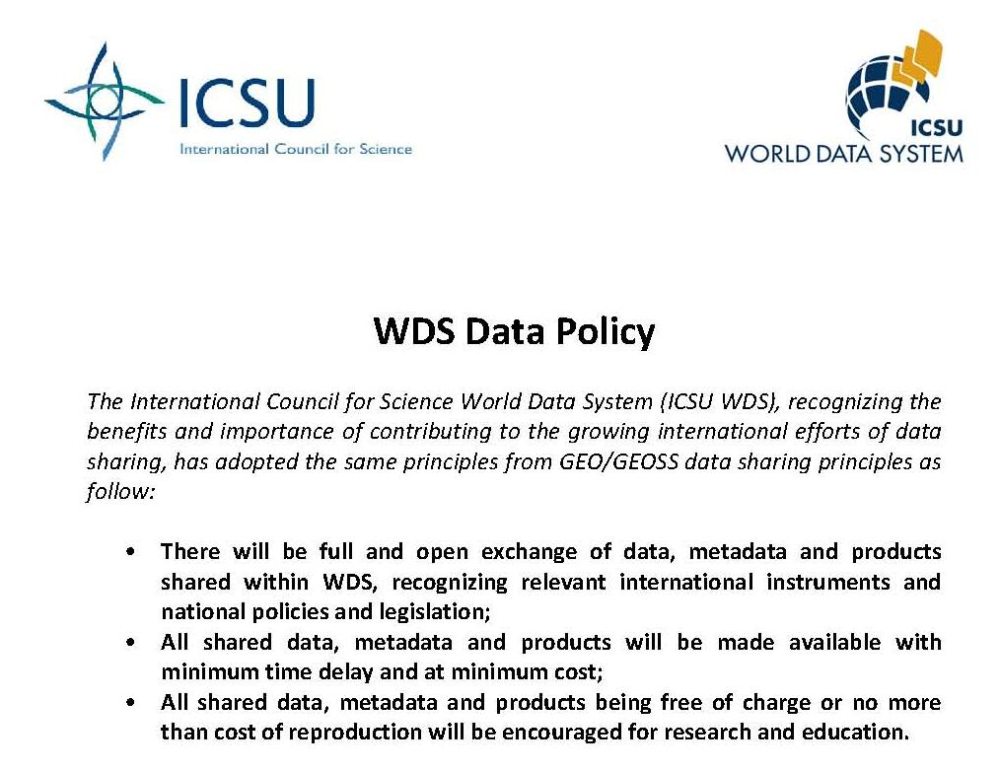 ICSU
International Council for Science
ICSU
WORLD DATA SYSTEM
WDS Data Policy
The International Council for Science World Data System (ICSU WDS), recognizing the
benefits and importance of contributing to the growing international efforts of data
sharing, has adopted the same principles from GEO/GEOSS data sharing principles as
follow:
• There will be full and open exchange of data, metadata and products
shared within WDS, recognizing relevant international instruments and
national policies and legislation;
• All shared data, metadata and products will be made available with
minimum time delay and at minimum cost;
• All shared data, metadata and products being free of charge or no more
than cost of reproduction will be encouraged for research and education.